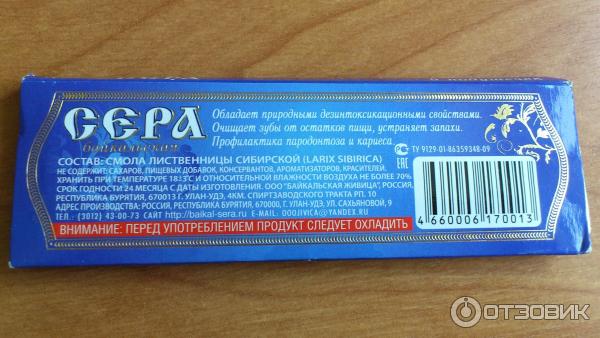 СЕРА
байкальская
Обладает природными дезинтоксикационными свойствами.
Очищает зубы от остатков пищи, устраняет запахи.
Профилактика пародонтоза и кариеса
ТУ 9129-01-86359348-09
СОСТАВ: СМОЛА ЛИСТВЕННИЦЫ СИБИРСКОЙ (LARIX SIBIRICA)
НЕ СОДЕРЖИТ: САХАРОВ, ПИЩЕВЫХ ДОБАВОК, КОНСЕРВАНТОВ, АРОМАТИЗАТОРОВ, КРАСИТЕЛЕЙ.
ХРАНИТЬ ПРИ ТЕМПЕРАТУРЕ 18±3°С И ОТНОСИТЕЛЬНОЙ ВЛАЖНОСТИ ВОЗДУХА НЕ БОЛЕЕ 70%
СРОК ГОДНОСТИ 24 МЕСЯЦА С ДАТЫ ИЗГОТОВЛЕНИЯ. ООО "БАЙКАЛЬСКАЯ ЖИВИЦА", РОССИЯ,
РЕСПУБЛИКА БУРЯТИЯ, 670013 Г. УЛАН-УДЭ, 4КМ. СПИРТЗАВОДСКОГО ТРАКТА РП. 10
АДРЕС ПРОИЗВОДСТВА: РОССИЯ, РЕСПУБЛИКА БУРЯТИЯ, 670000, Г. УЛАН-УДЭ, УЛ. САХЬЯНОВОЙ, 9
ТЕЛ.: (3012) 43-00-73 САЙТ http://baikal-sera.ru E-MAIL: OOOJIVICA@YANDEX.RU
ВНИМАНИЕ: ПЕРЕД УПОТРЕБЛЕНИЕМ ПРОДУКТ СЛЕДУЕТ ОХЛАДИТЬ
EAC
4 660006 170013
ОТЗОВИК